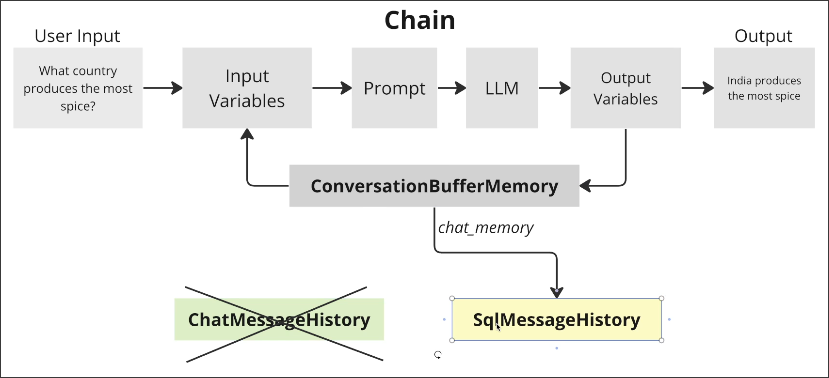 Chain
User Input
Output
What country
produces the most
spice?
Input
Variables
Prompt
LLM
Output
Variables
India produces
the most spice
ConversationBufferMemory
chat_memory
ChatMessageHistory
SqlMessageHistory